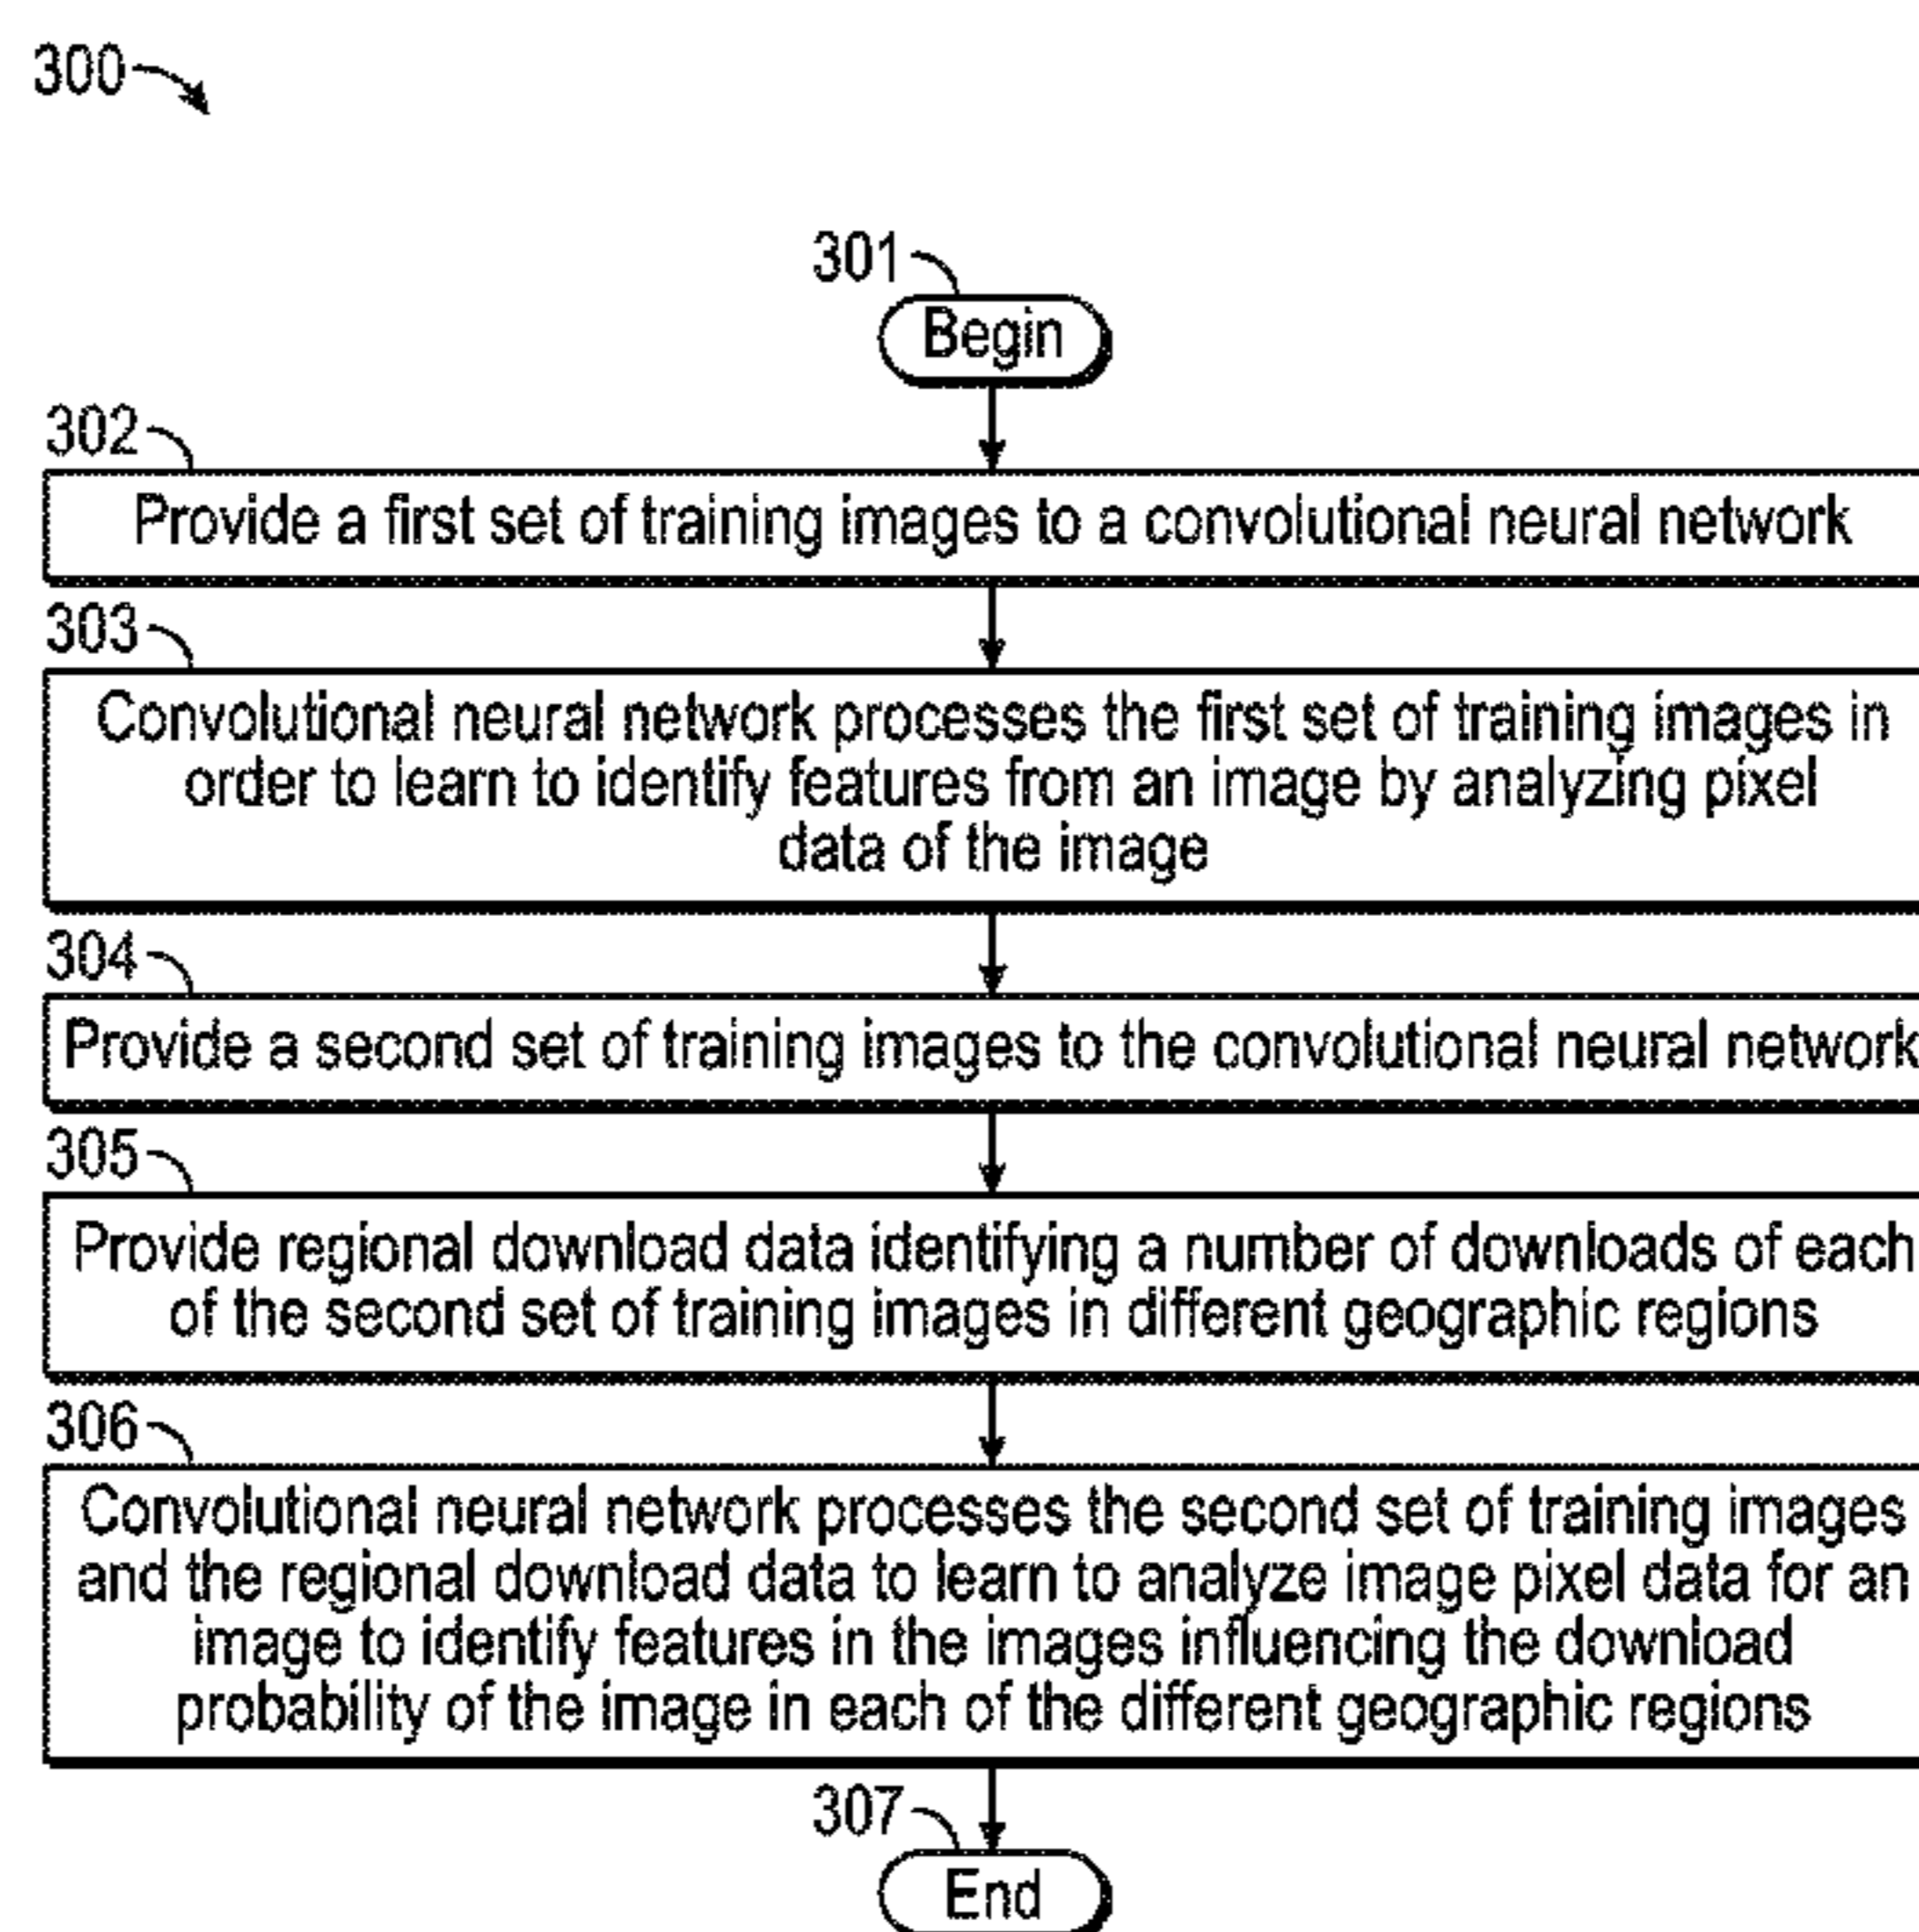 300
301
Begin
302
Provide a first set of training images to a convolutional neural network
303
Convolutional neural network processes the first set of training images in
order to learn to identify features from an image by analyzing pixel
data of the image
304
Provide a second set of training images to the convolutional neural network
305
Provide regional download data identifying a number of downloads of each
of the second set of training images in different geographic regions
306
Convolutional neural network processes the second set of training images
and the regional download data to learn to analyze image pixel data for an
image to identify features in the images influencing the download
probability of the image in each of the different geographic regions
307
End